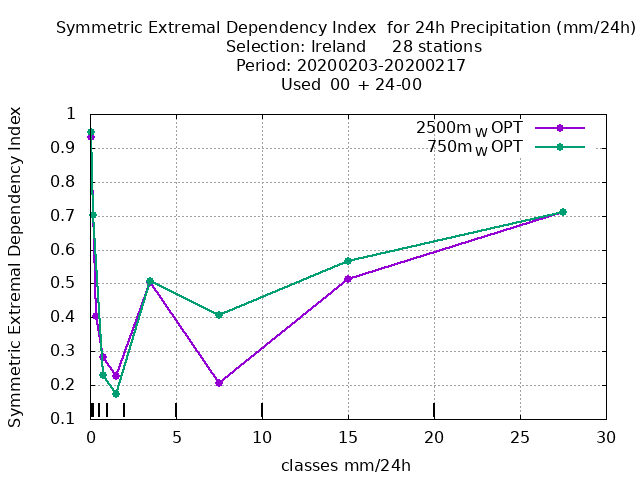 Symmetric Extremal Dependency Index  for 24h Precipitation (mm/24h)
Selection: Ireland     28 stations
Period: 20200203-20200217
Used  00 + 24-00
Symmetric Extremal Dependency Index
1
0.9
0.8
0.7
0.6
0.5
0.4
0.3
0.2
0.1
2500m W OPT
750m W OPT
0 5 10 15 20 25 30
classes mm/24h